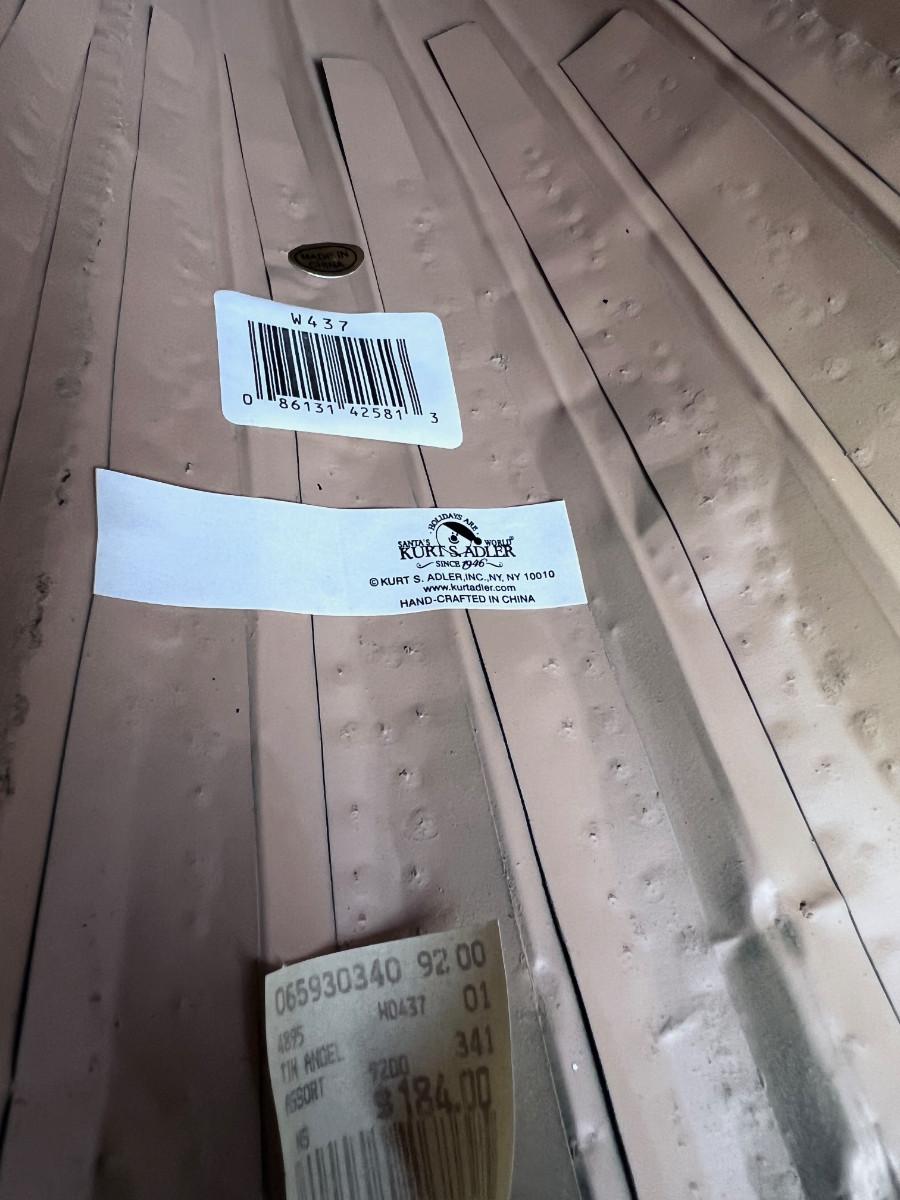 MADE IN
CHINA
W437
0 86131 42581 3
HOLIDAYS ARE
SANTA'S WORLD®
KURT S. ADLER
SINCE 1946
© KURT S. ADLER,INC.,NY, NY 10010
www.kurtadler.com
HAND-CRAFTED IN CHINA
065930340 92.00
W0437 01
4895 341
TIN ANGEL 9200
ASSORT $184.00
NS